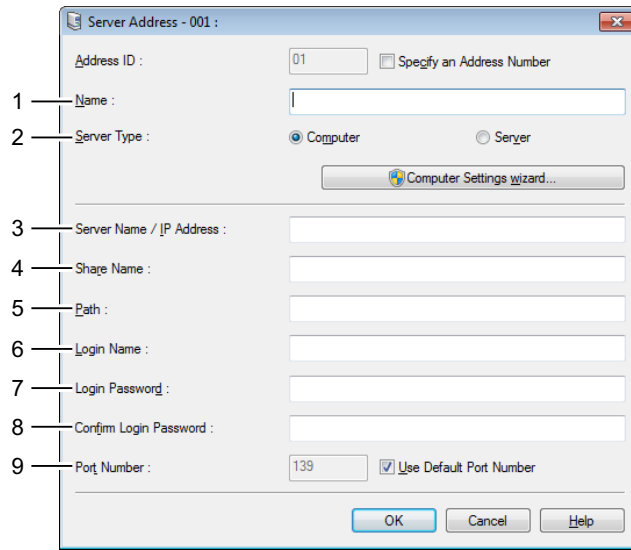 Server Address - 001 :
Address ID : 01 Specify an Address Number
1 Name :
2 Server Type : Computer Server
Computer Settings wizard...
3 Server Name / IP Address :
4 Share Name :
5 Path :
6 Login Name :
7 Login Password :
8 Confirm Login Password :
9 Port Number : 139 Use Default Port Number
OK Cancel Help